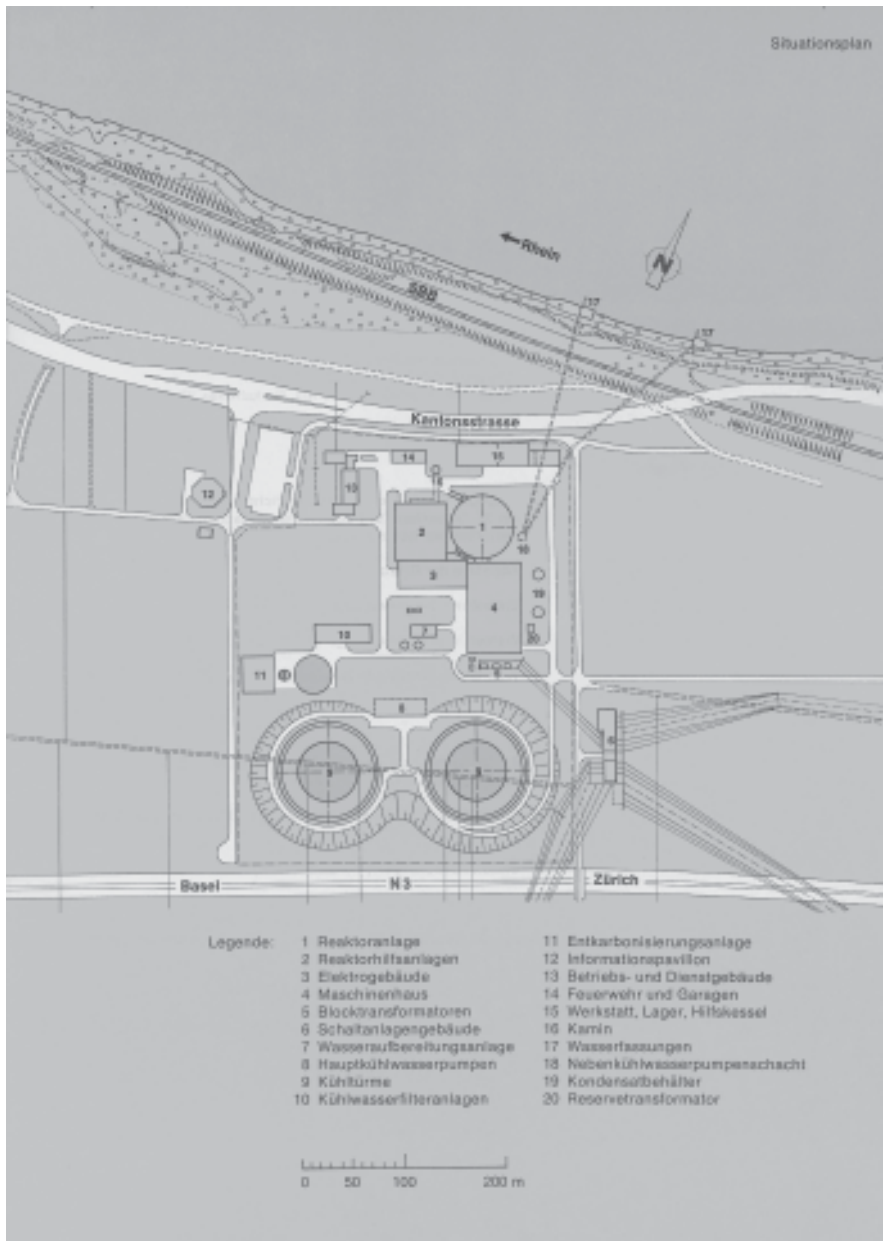 Situationsplan
Rhein
N
SBB
17
17
Kantonsstrasse
14
15
16
13
12
2
1
18
3
4
19
10
7
20
11
5
8
6
9
9
Basel
N3
Zürich
Legende:
1 Reaktoranlage
2 Reaktorhilfsanlagen
3 Elektrogebäude
4 Maschinenhaus
5 Blocktransformatoren
6 Schaltanlagengebäude
7 Wasseraufbereitungsanlage
8 Hauptkühlwasserpumpen
9 Kühltürme
10 Kühlwasserfilteranlagen
11 Entkarbonisierungsanlage
12 Informationspavillon
13 Betriebs- und Dienstgebäude
14 Feuerwehr und Garagen
15 Werkstatt, Lager, Hilfskessel
16 Kamin
17 Wasserfassungen
18 Nebenkühlwasserpumpenschacht
19 Kondensatbehälter
20 Reservetransformator
0 50 100 200 m